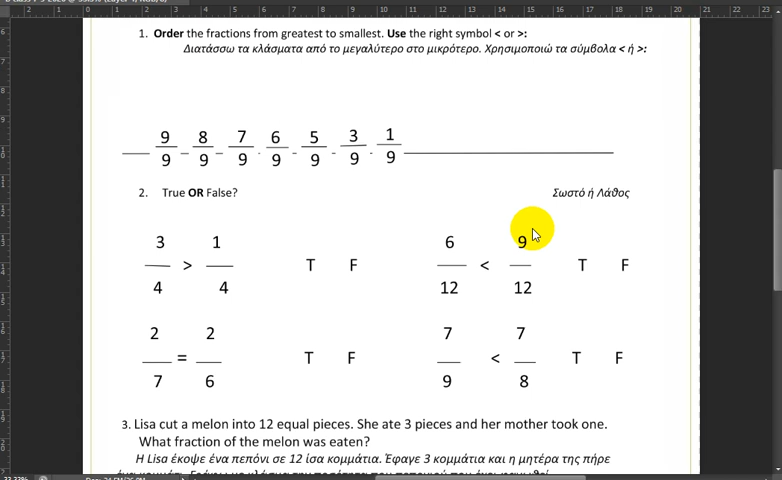 1. Order the fractions from greatest to smallest. Use the right symbol < or >:
Διατάσσω τα κλάσματα από το μεγαλύτερο στο μικρότερο. Χρησιμοποιώ τα σύμβολα < ή >:
9 8 7 6 5 3 1
9 9 9 9 9 9 9
2. True OR False? Σωστό ή Λάθος
3 1 6 9
> T F < T F
4 4 12 12
2 2 7 7
= T F < T F
7 6 9 8
3. Lisa cut a melon into 12 equal pieces. She ate 3 pieces and her mother took one.
What fraction of the melon was eaten?
Η Lisa έκοψε ένα πεπόνι σε 12 ίσα κομμάτια. Έφαγε 3 κομμάτια και η μητέρα της πήρε